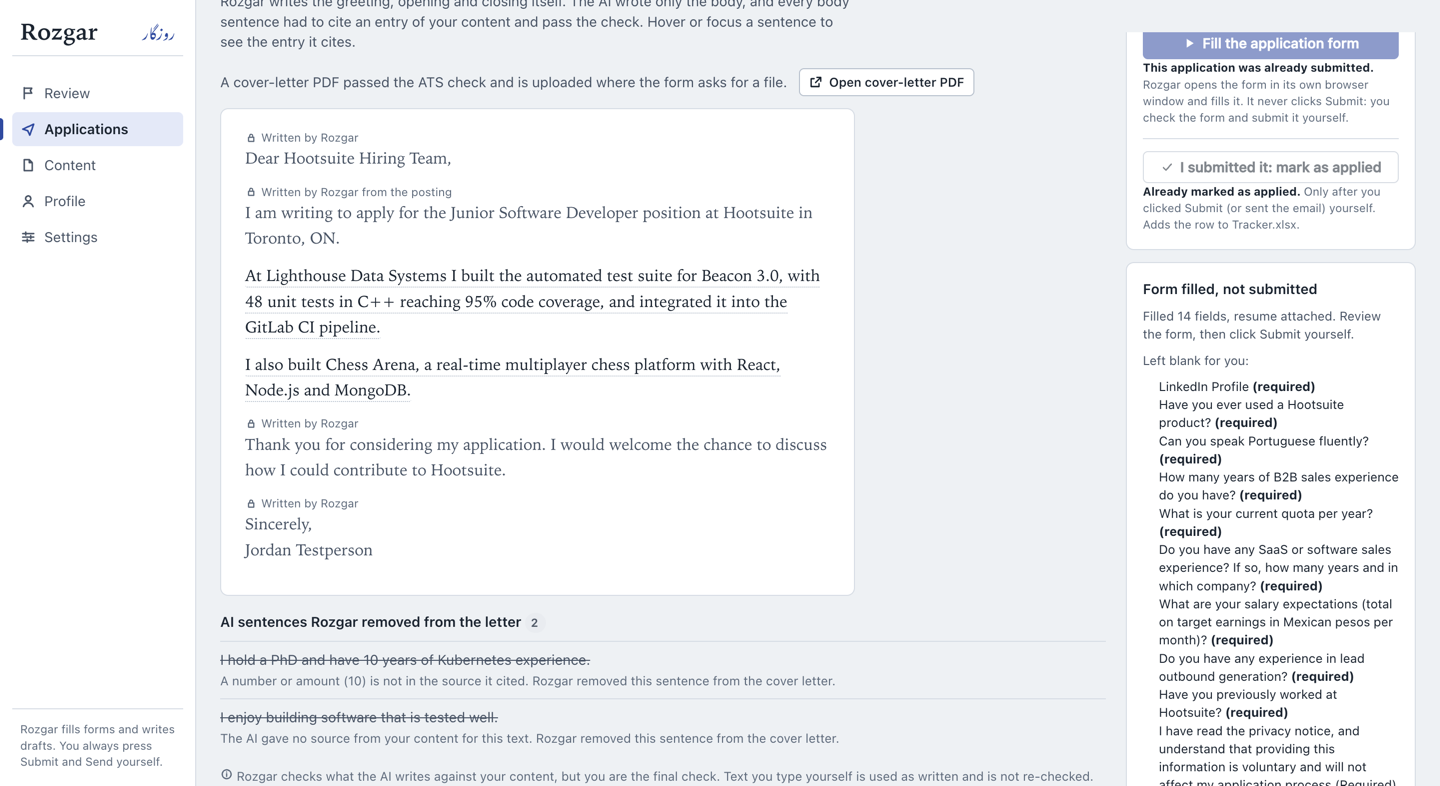 Rozgar روزگار
Review
Applications
Content
Profile
Settings
Rozgar fills forms and writes
drafts. You always press
Submit and Send yourself.
Rozgar writes the greeting, opening and closing itself. The AI wrote only the body, and every body
sentence had to cite an entry of your content and pass the check. Hover or focus a sentence to
see the entry it cites.
A cover-letter PDF passed the ATS check and is uploaded where the form asks for a file.
Open cover-letter PDF
Written by Rozgar
Dear Hootsuite Hiring Team,
Written by Rozgar from the posting
I am writing to apply for the Junior Software Developer position at Hootsuite in
Toronto, ON.
At Lighthouse Data Systems I built the automated test suite for Beacon 3.0, with
48 unit tests in C++ reaching 95% code coverage, and integrated it into the
GitLab CI pipeline.
I also built Chess Arena, a real-time multiplayer chess platform with React,
Node.js and MongoDB.
Written by Rozgar
Thank you for considering my application. I would welcome the chance to discuss
how I could contribute to Hootsuite.
Written by Rozgar
Sincerely,
Jordan Testperson
AI sentences Rozgar removed from the letter 2
I hold a PhD and have 10 years of Kubernetes experience.
A number or amount (10) is not in the source it cited. Rozgar removed this sentence from the cover letter.
I enjoy building software that is tested well.
The AI gave no source from your content for this text. Rozgar removed this sentence from the cover letter.
Rozgar checks what the AI writes against your content, but you are the final check. Text you type yourself is used as written and is not re-checked.
Fill the application form
This application was already submitted.
Rozgar opens the form in its own browser
window and fills it. It never clicks Submit: you
check the form and submit it yourself.
I submitted it: mark as applied
Already marked as applied. Only after you
clicked Submit (or sent the email) yourself.
Adds the row to Tracker.xlsx.
Form filled, not submitted
Filled 14 fields, resume attached. Review
the form, then click Submit yourself.
Left blank for you:
LinkedIn Profile (required)
Have you ever used a Hootsuite
product? (required)
Can you speak Portuguese fluently?
(required)
How many years of B2B sales experience
do you have? (required)
What is your current quota per year?
(required)
Do you have any SaaS or software sales
experience? If so, how many years and in
which company? (required)
What are your salary expectations (total
on target earnings in Mexican pesos per
month)? (required)
Do you have any experience in lead
outbound generation? (required)
Have you previously worked at
Hootsuite? (required)
I have read the privacy notice, and
understand that providing this
information is voluntary and will not
affect my application process (Required)